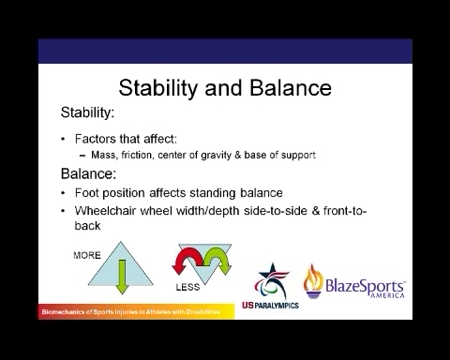 Stability and Balance
Stability:
• Factors that affect:
– Mass, friction, center of gravity & base of support
Balance:
• Foot position affects standing balance
• Wheelchair wheel width/depth side-to-side & front-to-
back
MORE
LESS
US PARALYMPICS
BlazeSports
AMERICA
Biomechanics of Sports Injuries in Athletes with Disabilities